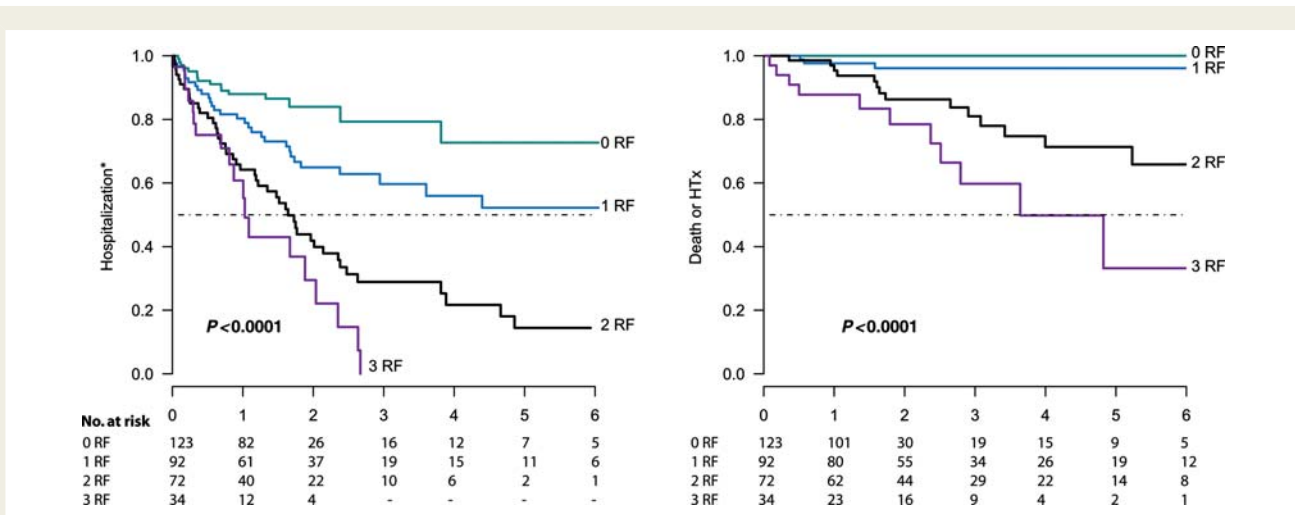 1.0
0.8
0.6
0.4
0.2
0.0
Hospitalization*
0 RF
1 RF
2 RF
3 RF
P<0.0001
0 1 2 3 4 5 6
No. at risk
0 RF 123 82 26 16 12 7 5
1 RF 92 61 37 19 15 11 6
2 RF 72 40 22 10 6 2 1
3 RF 34 12 4 - - - -
1.0
0.8
0.6
0.4
0.2
0.0
Death or HTx
0 RF
1 RF
2 RF
3 RF
P<0.0001
0 1 2 3 4 5 6
0 RF 123 101 30 19 15 9 5
1 RF 92 80 55 34 26 19 12
2 RF 72 62 44 29 22 14 8
3 RF 34 23 16 9 4 2 1